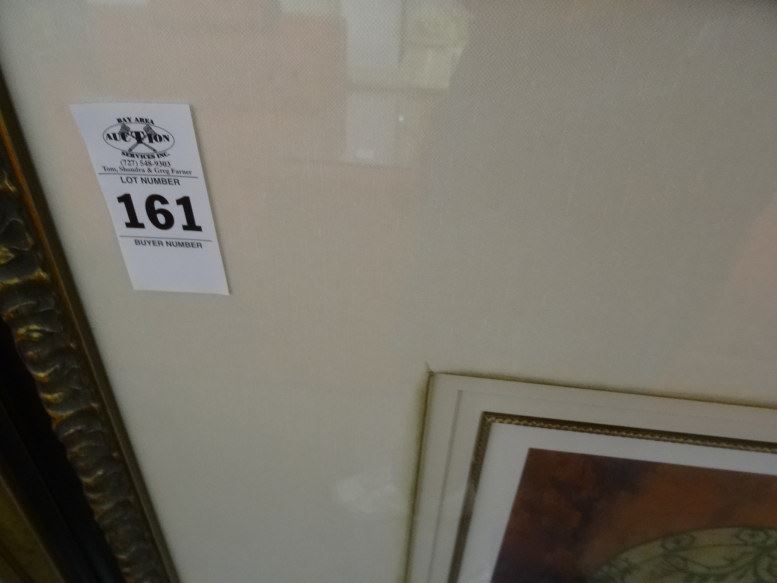 BAY AREA
AUCTION
SERVICES INC.
(727) 548-9303
Tom, Shondra & Greg Farner
LOT NUMBER
161
BUYER NUMBER